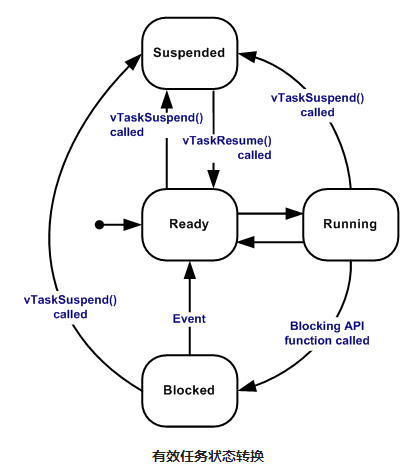 Suspended
vTaskSuspend()
called
vTaskResume()
called
vTaskSuspend()
called
Ready
Running
vTaskSuspend()
called
Event
Blocking API
function called
Blocked
有效任务状态转换